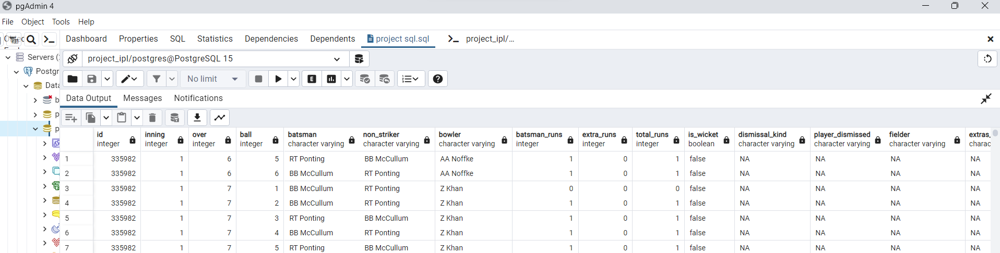 pgAdmin 4
File Object Tools Help
Dashboard Properties SQL Statistics Dependencies Dependents project sql.sql project_ipl/...
Servers (
project_ipl/postgres@PostgreSQL 15
Postgr
No limit E
Data
Data Output Messages Notifications
b
p
p
id inning over ball batsman non_striker bowler batsman_runs extra_runs total_runs is_wicket dismissal_kind player_dismissed fielder extras_
integer integer integer integer character varying character varying character varying integer integer integer boolean character varying character varying character varying charac
1 335982 1 6 5 RT Ponting BB McCullum AA Noffke 1 0 1 false NA NA NA NA
2 335982 1 6 6 BB McCullum RT Ponting AA Noffke 1 0 1 false NA NA NA NA
3 335982 1 7 1 BB McCullum RT Ponting Z Khan 0 0 0 false NA NA NA NA
4 335982 1 7 2 BB McCullum RT Ponting Z Khan 1 0 1 false NA NA NA NA
5 335982 1 7 3 RT Ponting BB McCullum Z Khan 1 0 1 false NA NA NA NA
6 335982 1 7 4 BB McCullum RT Ponting Z Khan 1 0 1 false NA NA NA NA
7 335982 1 7 5 RT Ponting BB McCullum Z Khan 1 0 1 false NA NA NA NA